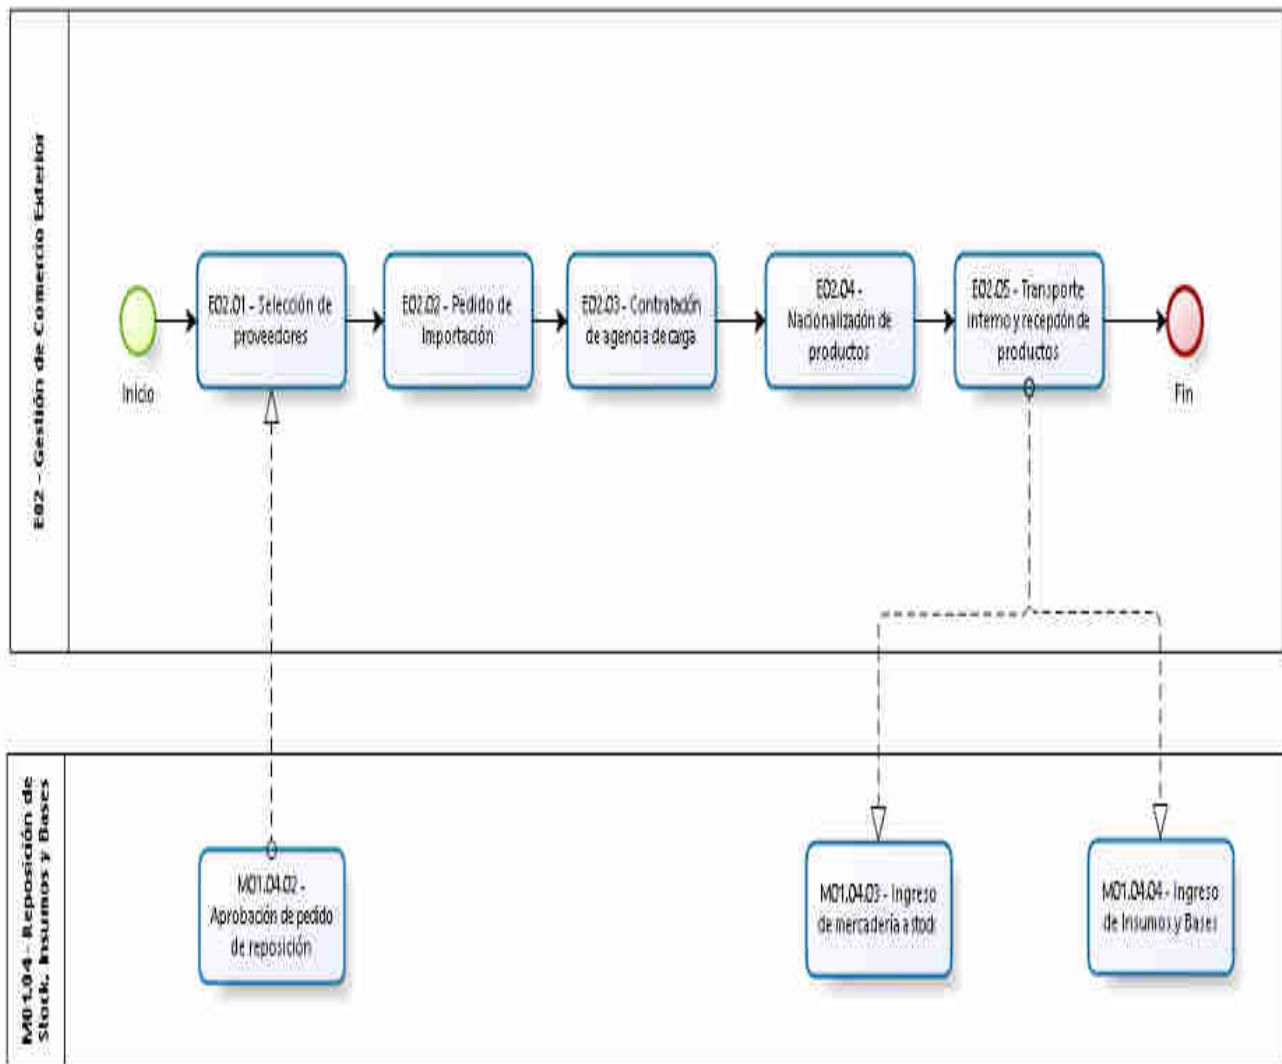 E02 - Gestión de Comercio Exterior
Inicio
E02.01 - Selección de
proveedores
E02.02 - Pedido de
Importación
E02.03 - Contratación
de agencia de carga
E02.04 -
Nacionalización de
productos
E02.05 - Transporte
interno y recepción de
productos
Fin
M01.04 - Reposición de
Stock, Insumos y Bases
M01.04.02 -
Aprobación de pedido
de reposición
M01.04.03 - Ingreso
de mercadería a stock
M01.04.04 - Ingreso
de Insumos y Bases